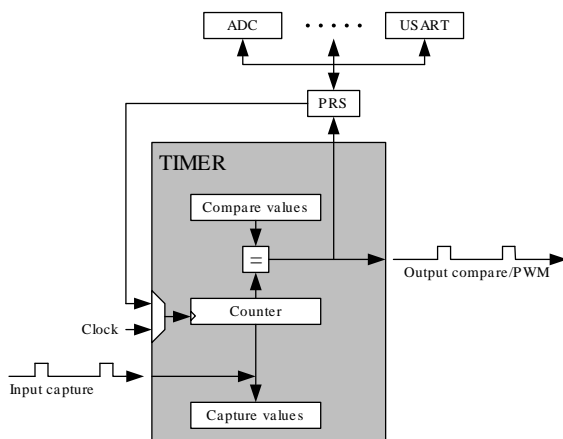 ADC
.....
USART
PRS
TIMER
Compare values
=
Output compare/PWM
Counter
Clock
Input capture
Capture values